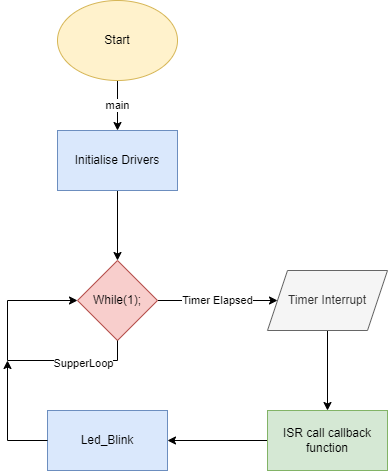 Start
main
Initialise Drivers
While(1);
Timer Elapsed
Timer Interrupt
SupperLoop
Led_Blink
ISR call callback
function